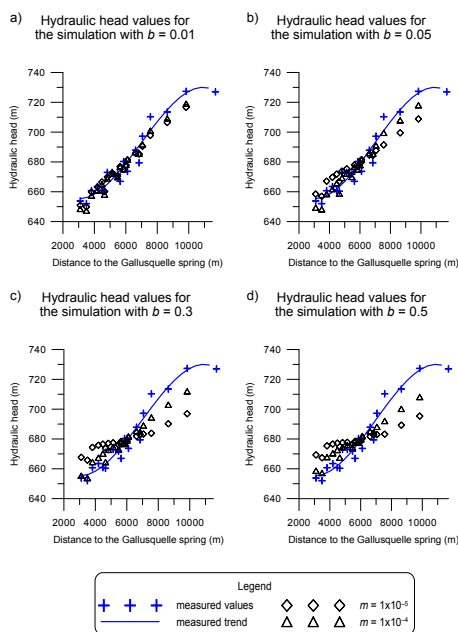 a) Hydraulic head values for
the simulation with b = 0.01
b) Hydraulic head values for
the simulation with b = 0.05
740
720
700
680
660
640
Hydraulic head (m)
2000 4000 6000 8000 10000
Distance to the Gallusquelle spring (m)
740
720
700
680
660
640
Hydraulic head (m)
2000 4000 6000 8000 10000
Distance to the Gallusquelle spring (m)
c) Hydraulic head values for
the simulation with b = 0.3
d) Hydraulic head values for
the simulation with b = 0.5
740
720
700
680
660
640
Hydraulic head (m)
2000 4000 6000 8000 10000
Distance to the Gallusquelle spring (m)
740
720
700
680
660
640
Hydraulic head (m)
2000 4000 6000 8000 10000
Distance to the Gallusquelle spring (m)
Legend
measured values m = 1x10⁻⁵
measured trend m = 1x10⁻⁴